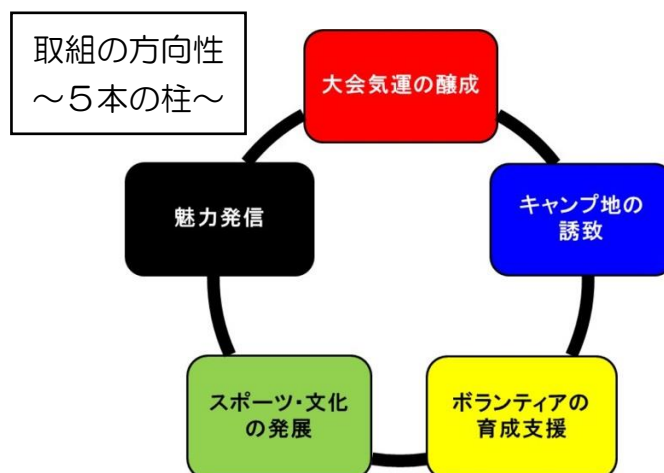 取組の方向性
～５本の柱～
大会気運の醸成
キャンプ地の
誘致
ボランティアの
育成支援
スポーツ・文化
の発展
魅力発信